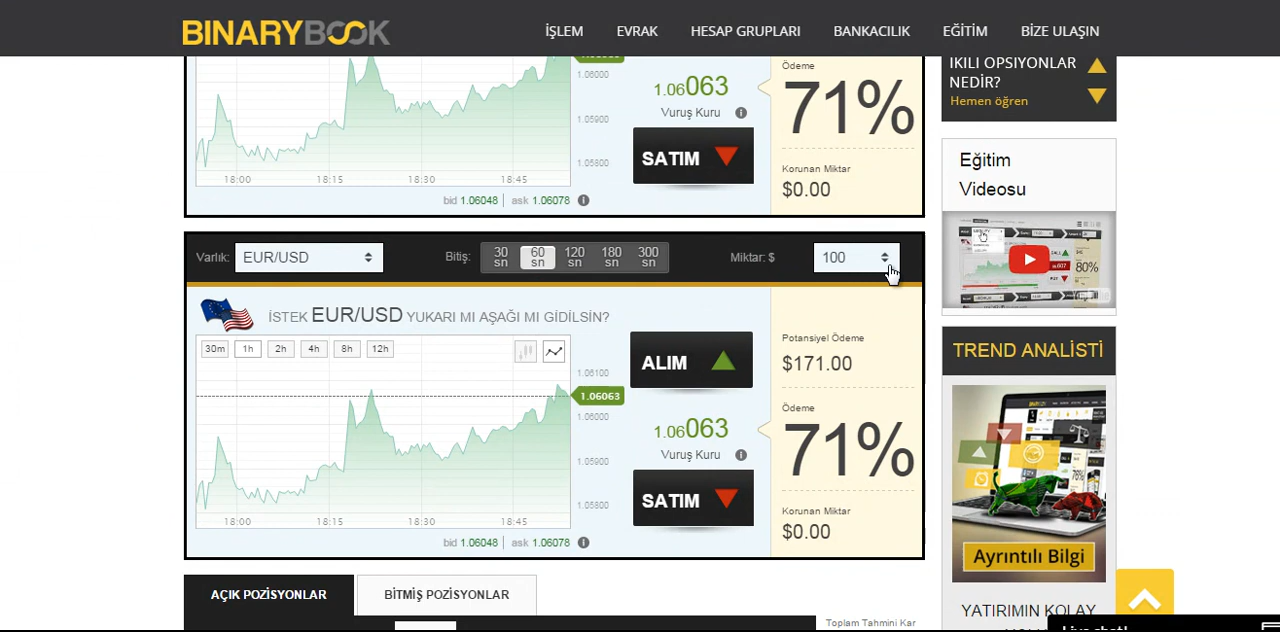 BINARYBOOK
İŞLEM EVRAK HESAP GRUPLARI BANKACILIK EĞİTİM BİZE ULAŞIN
1.06000
1.05900
1.05800
18:00 18:15 18:30 18:45
bid 1.06048 ask 1.06078
1.06063
Vuruş Kuru
SATIM
Ödeme
71%
Korunan Miktar
$0.00
IKILI OPSIYONLAR
NEDİR?
Hemen öğren
Eğitim
Videosu
80%
Varlık: EUR/USD Bitiş: 30 sn 60 sn 120 sn 180 sn 300 sn Miktar: $ 100
İSTEK EUR/USD YUKARI MI AŞAĞI MI GİDİLSİN?
30m 1h 2h 4h 8h 12h
1.06100
1.06063
1.06000
1.05900
1.05800
18:00 18:15 18:30 18:45
bid 1.06048 ask 1.06078
ALIM
1.06063
Vuruş Kuru
SATIM
Potansiyel Ödeme
$171.00
Ödeme
71%
Korunan Miktar
$0.00
TREND ANALİSTİ
Ayrıntılı Bilgi
YATIRIMIN KOLAY
AÇIK POZİSYONLAR BİTMİŞ POZİSYONLAR
Toplam Tahmini Kar
Live chat!